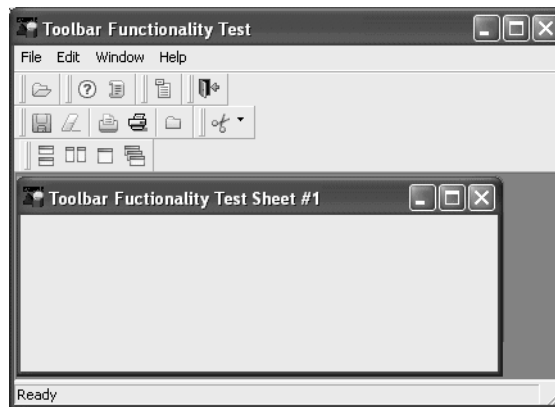 Toolbar Functionality Test
File Edit Window Help
Toolbar Fuctionality Test Sheet #1
Ready